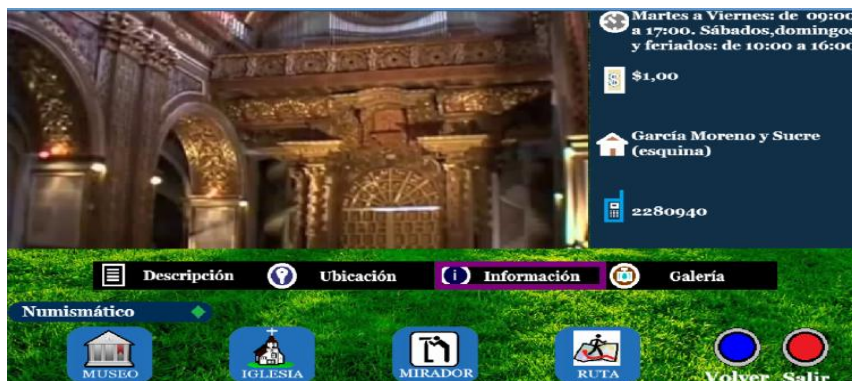 Martes a Viernes: de 09:00
a 17:00. Sábados,domingos
y feriados: de 10:00 a 16:00
$1,00
García Moreno y Sucre
(esquina)
2280940
Descripción Ubicación Información Galería
Numismático
MUSEO IGLESIA MIRADOR RUTA Volver Salir